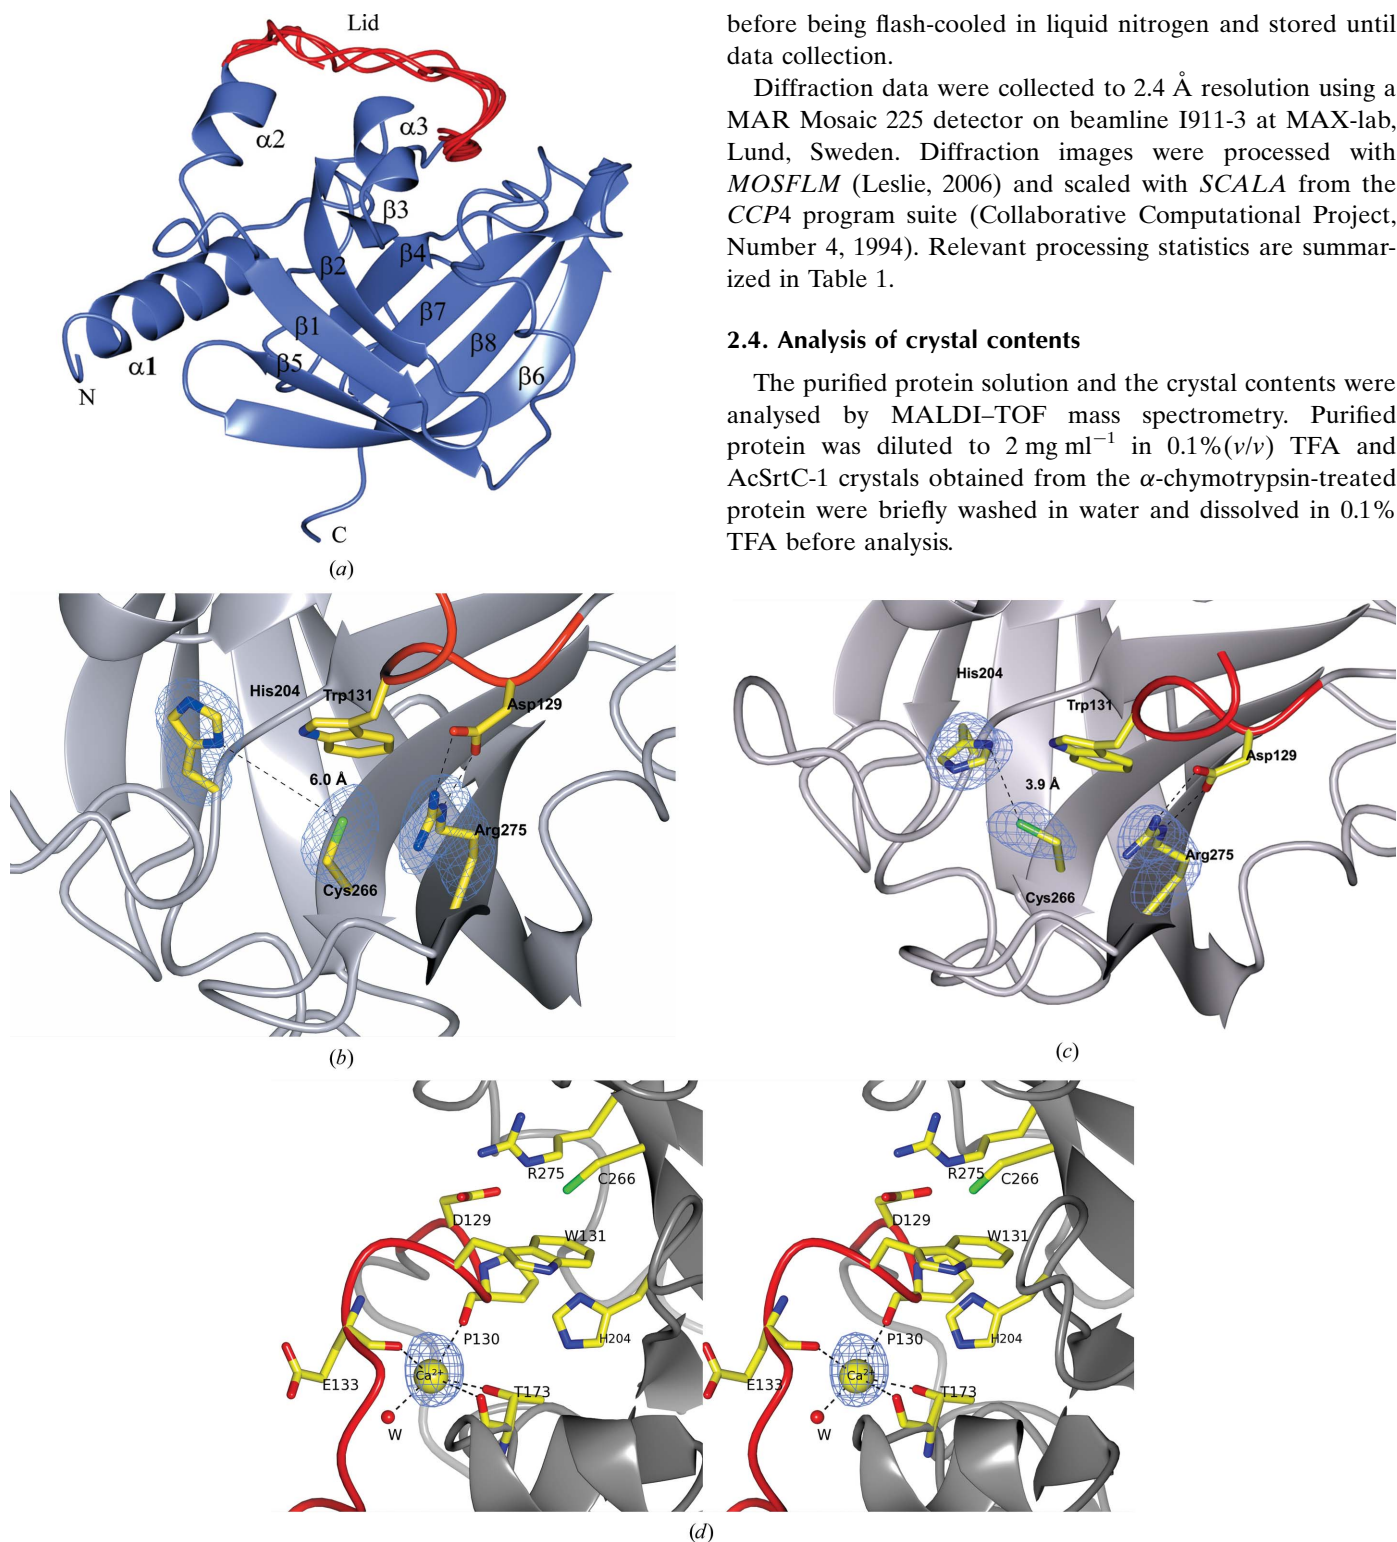 Lid
α2
α3
β3
β4
β2
β7
β1
β8
β5
β6
α1
N
C
(a)
before being flash-cooled in liquid nitrogen and stored until
data collection.
Diffraction data were collected to 2.4 Å resolution using a
MAR Mosaic 225 detector on beamline I911-3 at MAX-lab,
Lund, Sweden. Diffraction images were processed with
MOSFLM (Leslie, 2006) and scaled with SCALA from the
CCP4 program suite (Collaborative Computational Project,
Number 4, 1994). Relevant processing statistics are summar-
ized in Table 1.
2.4. Analysis of crystal contents
The purified protein solution and the crystal contents were
analysed by MALDI–TOF mass spectrometry. Purified
protein was diluted to 2 mg ml⁻¹ in 0.1%(v/v) TFA and
AcSrtC-1 crystals obtained from the α-chymotrypsin-treated
protein were briefly washed in water and dissolved in 0.1%
TFA before analysis.
His204
Trp131
Asp129
6.0 Å
Arg275
Cys266
(b)
His204
Trp131
Asp129
3.9 Å
Arg275
Cys266
(c)
R275
C266
D129
W131
P130
H204
Ca²⁺
E133
T173
W
R275
C266
D129
W131
P130
H204
Ca²⁺
E133
T173
W
(d)